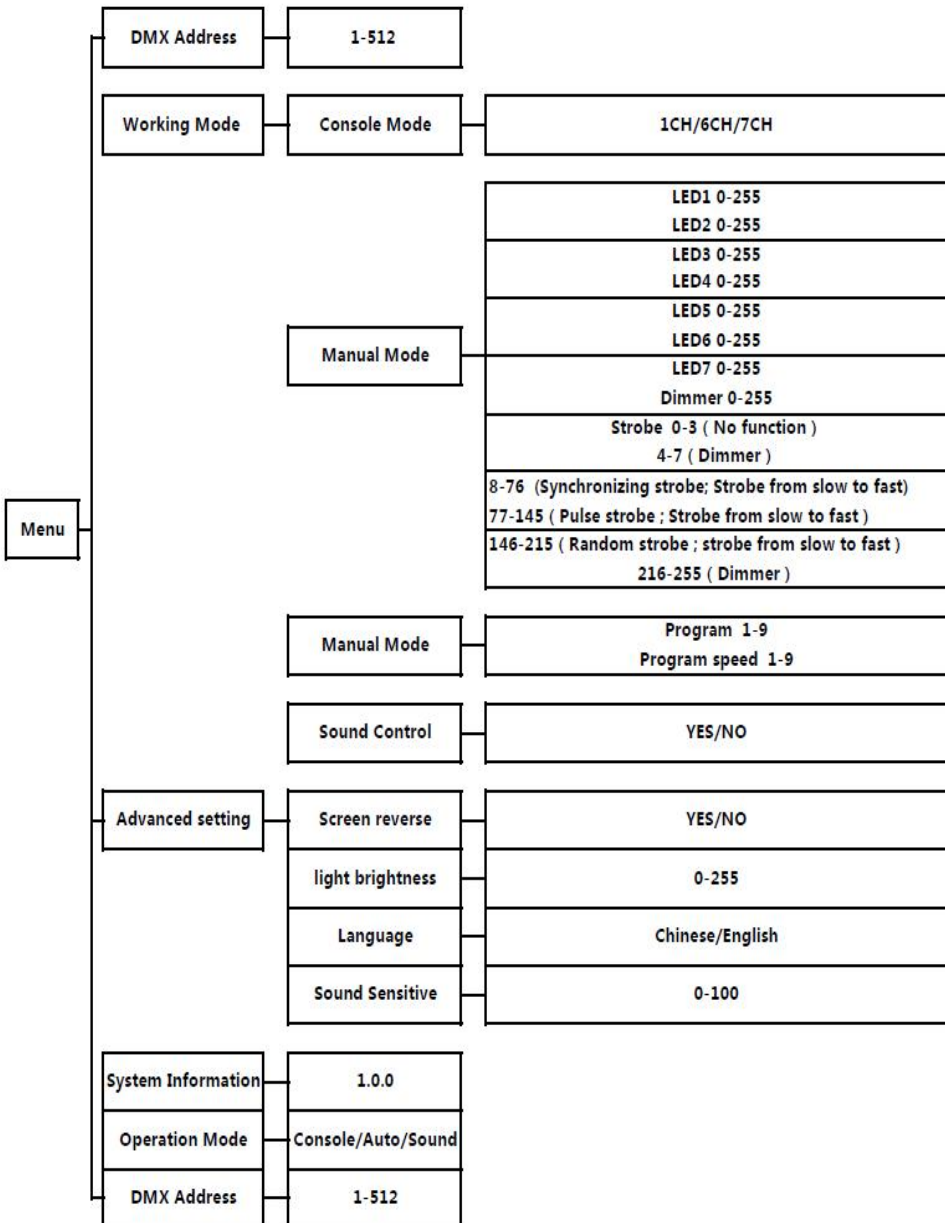 DMX Address 1-512
Working Mode Console Mode 1CH/6CH/7CH
LED1 0-255
LED2 0-255
LED3 0-255
LED4 0-255
LED5 0-255
LED6 0-255
Manual Mode
LED7 0-255
Dimmer 0-255
Strobe 0-3 ( No function )
4-7 ( Dimmer )
8-76 (Synchronizing strobe; Strobe from slow to fast)
77-145 ( Pulse strobe ; Strobe from slow to fast )
146-215 ( Random strobe ; strobe from slow to fast )
216-255 ( Dimmer )
Menu
Manual Mode
Program 1-9
Program speed 1-9
Sound Control YES/NO
Advanced setting Screen reverse YES/NO
light brightness 0-255
Language Chinese/English
Sound Sensitive 0-100
System Information 1.0.0
Operation Mode Console/Auto/Sound
DMX Address 1-512